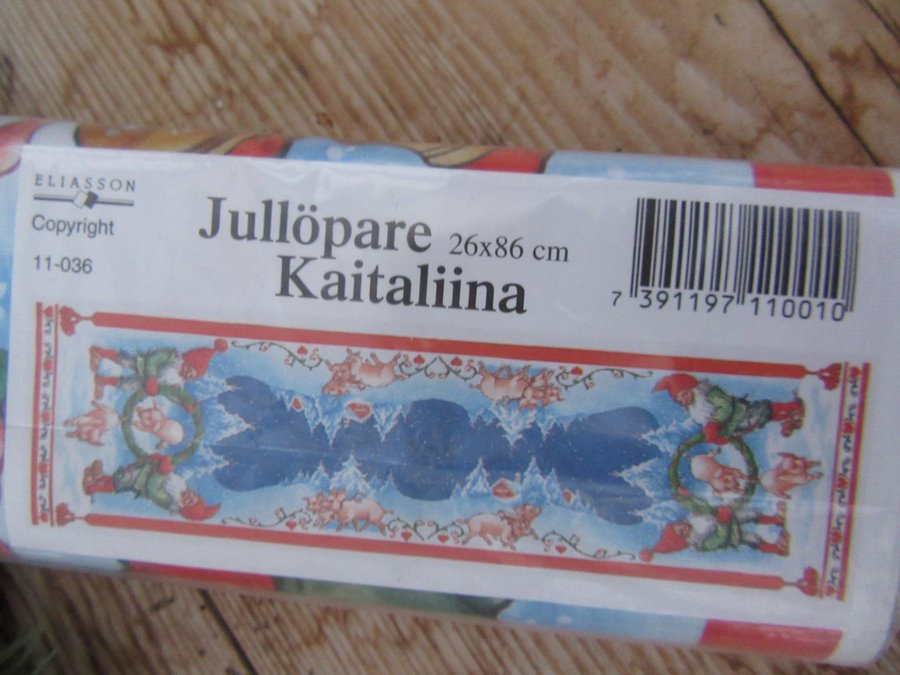 ELIASSON
Copyright
11-036
Jullöpare 26x86 cm
Kaitaliina
7 391197 110010